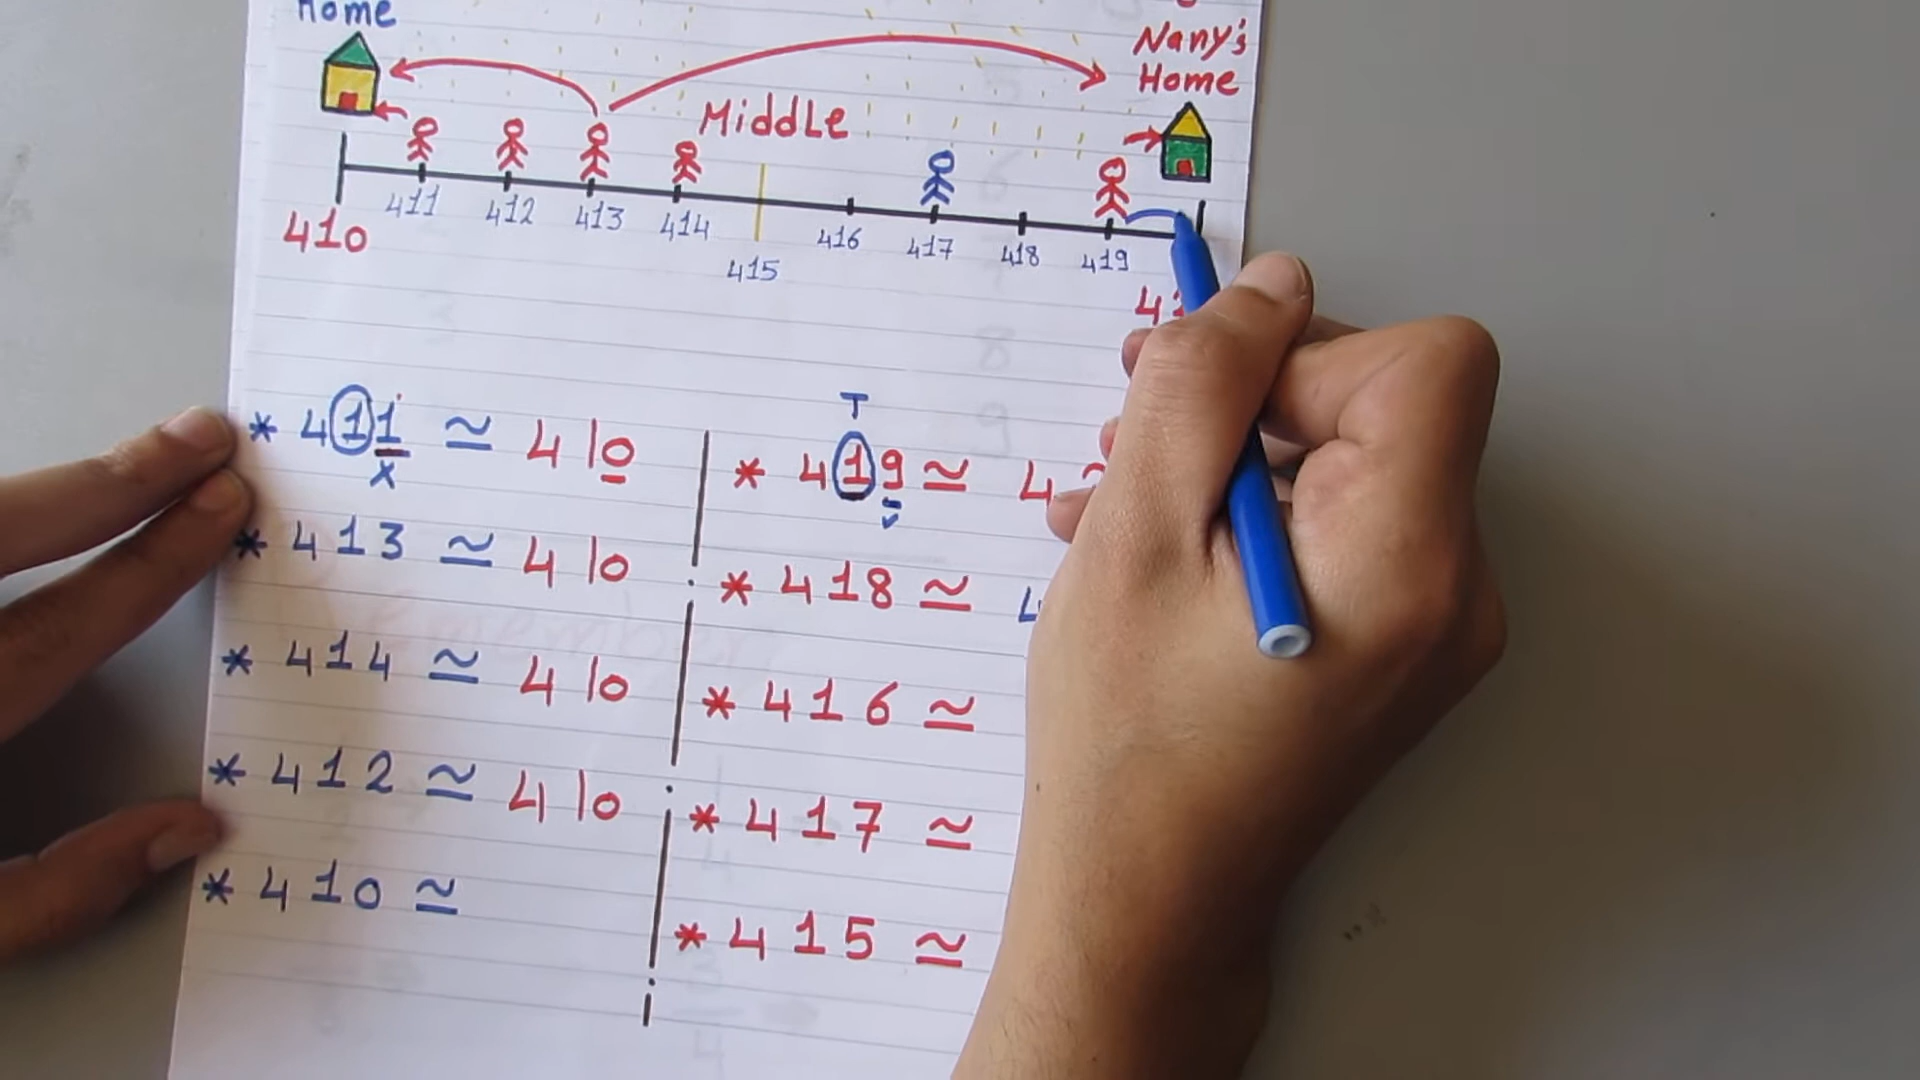 Home
Nany's
Home
Middle
411 412 413 414 416 417 418 419
410 415
* 411 ≃ 410
x
T
* 419 ≃
* 413 ≃ 410
* 418 ≃ 4
* 414 ≃ 410
* 416 ≃
* 412 ≃ 410
* 417 ≃
* 410 ≃
* 415 ≃